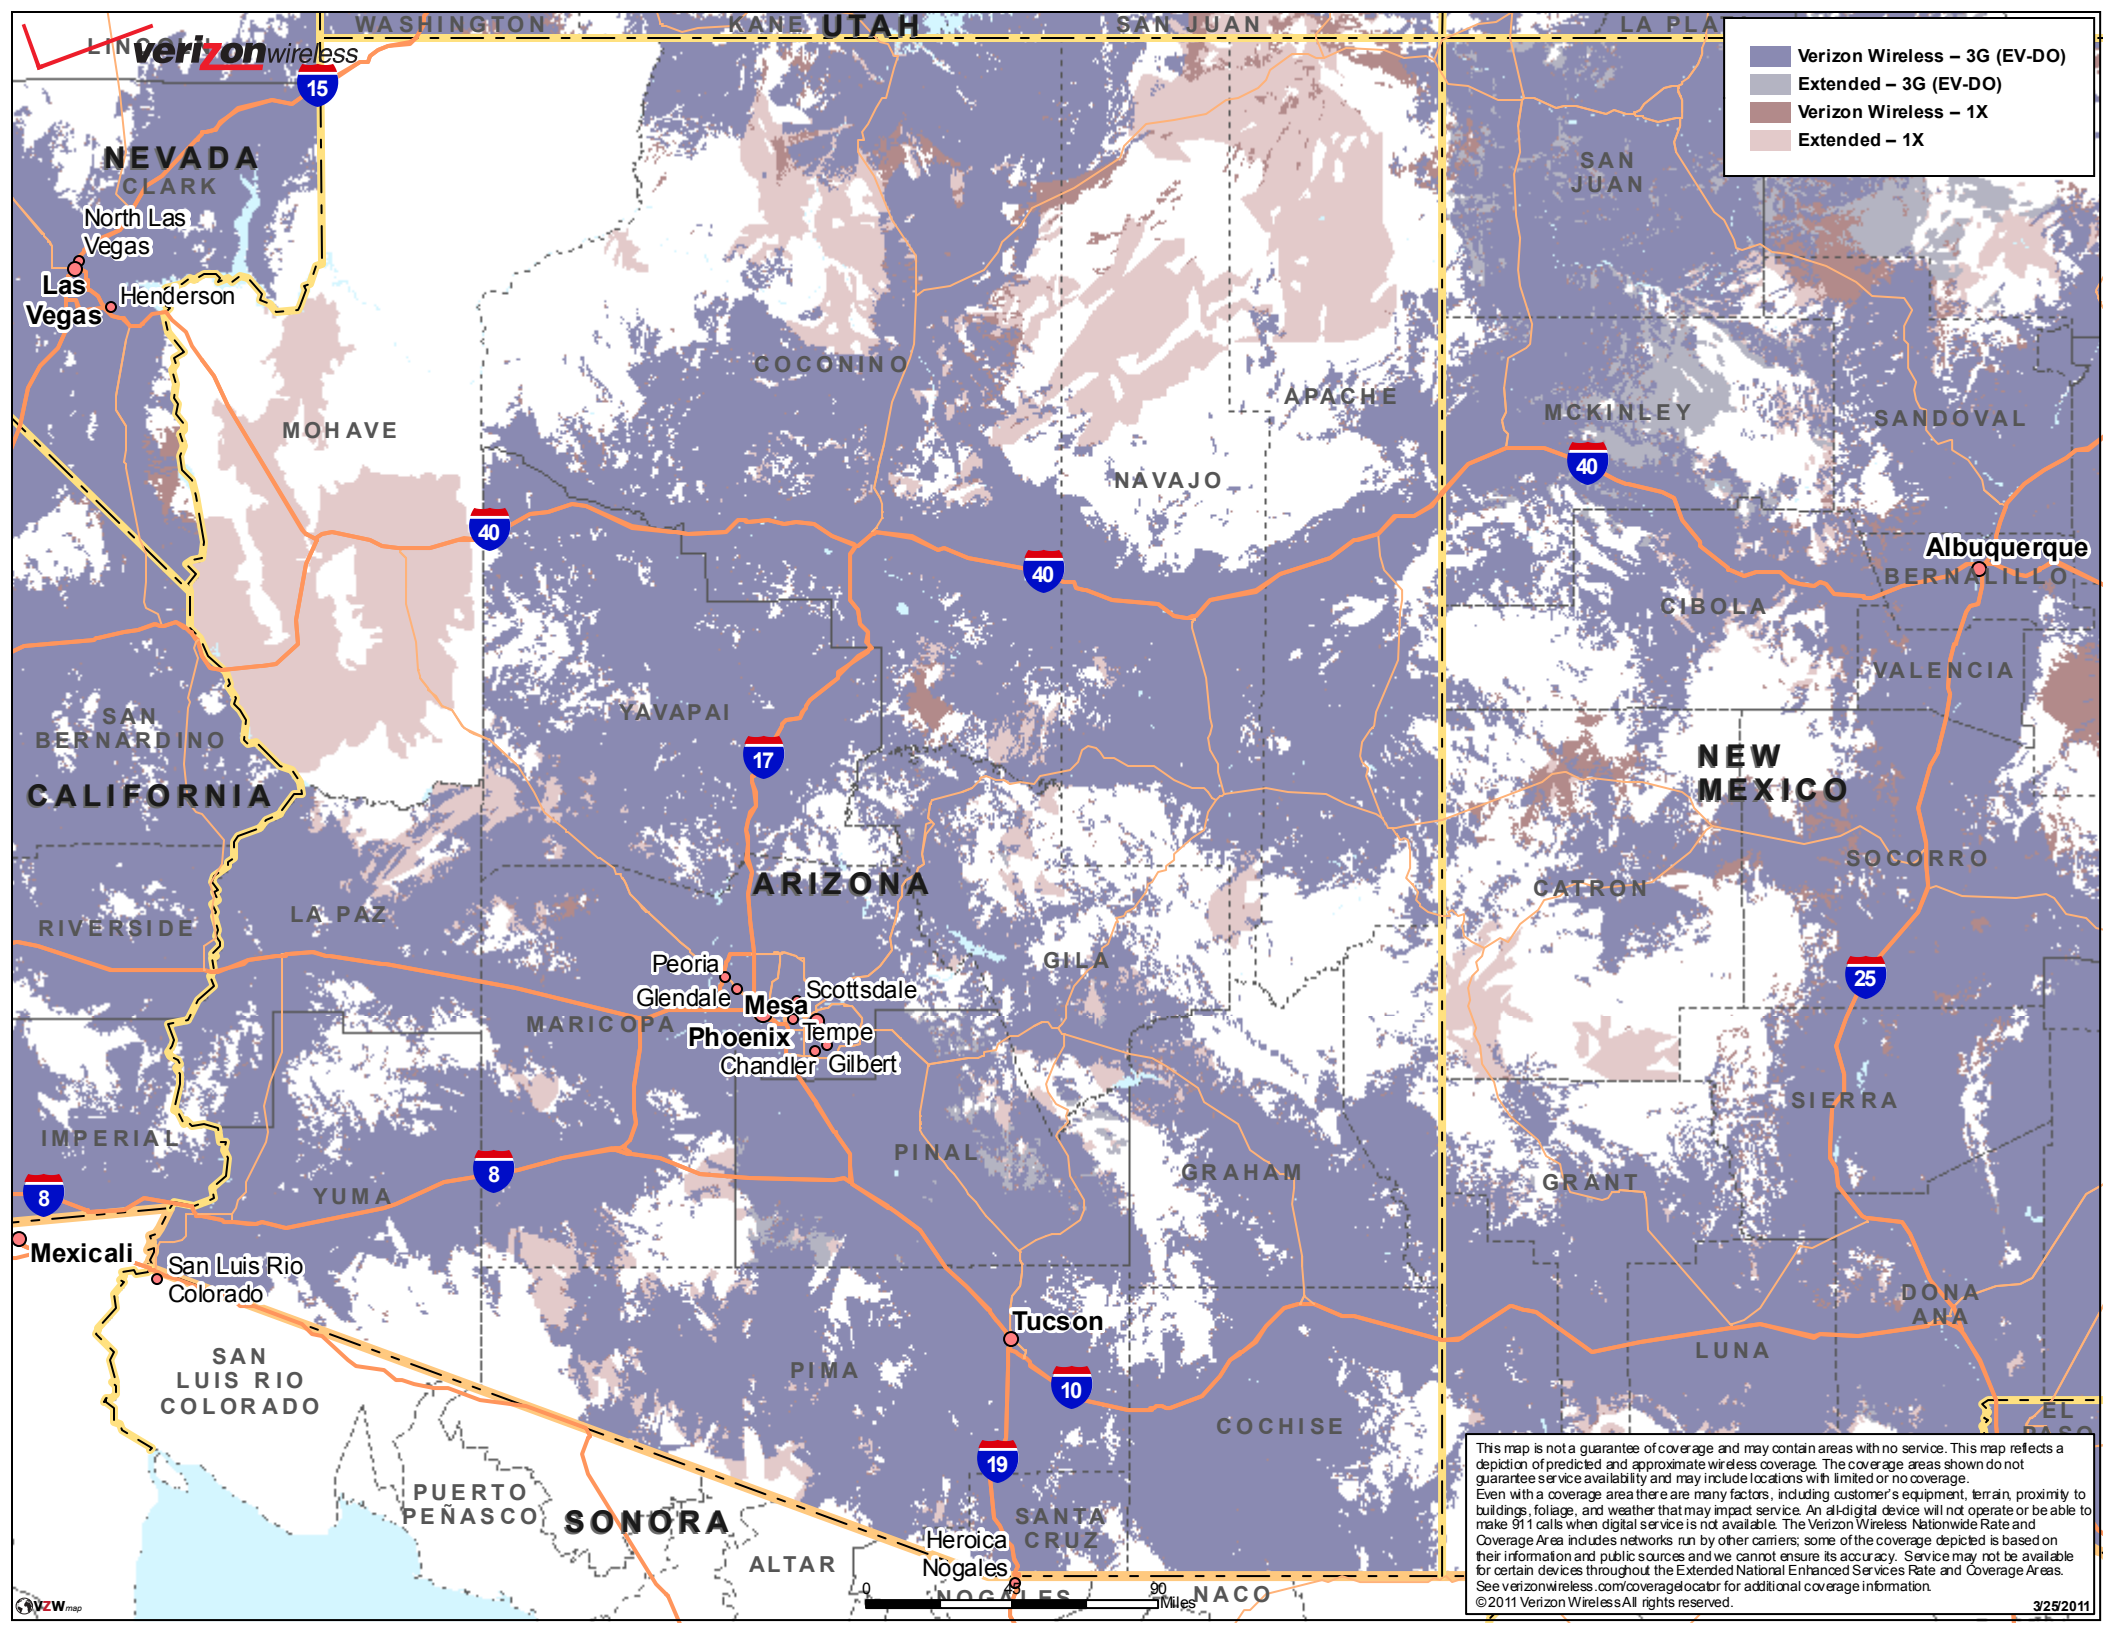 WASHINGTON
KANE
UTAH
SAN JUAN
LA PLAT
LINCOLN
verizonwireless
15
Verizon Wireless – 3G (EV-DO)
Extended – 3G (EV-DO)
Verizon Wireless – 1X
Extended – 1X
NEVADA
CLARK
SAN
JUAN
North Las
Vegas
Las
Vegas
Henderson
COCONINO
APACHE
MCKINLEY
SANDOVAL
MOHAVE
NAVAJO
40
40
40
Albuquerque
BERNALILLO
CIBOLA
VALENCIA
SAN
BERNARDINO
YAVAPAI
17
NEW
MEXICO
CALIFORNIA
SOCORRO
ARIZONA
CATRON
LA PAZ
RIVERSIDE
GILA
25
Peoria
Glendale
Mesa
Scottsdale
MARICOPA
Phoenix
Tempe
Chandler
Gilbert
SIERRA
IMPERIAL
PINAL
GRAHAM
GRANT
8
8
YUMA
Mexicali
San Luis Rio
Colorado
Tucson
DONA
ANA
LUNA
SAN
LUIS RIO
COLORADO
PIMA
10
COCHISE
EL
PASO
19
PUERTO
PEÑASCO
SONORA
SANTA
CRUZ
Heroica
Nogales
ALTAR
NOGALES
NACO
0
45
90
Miles
VZWmap
This map is not a guarantee of coverage and may contain areas with no service. This map reflects a
depiction of predicted and approximate wireless coverage. The coverage areas shown do not
guarantee service availability and may include locations with limited or no coverage.
Even with a coverage area there are many factors, including customer's equipment, terrain, proximity to
buildings, foliage, and weather that may impact service. An all-digital device will not operate or be able to
make 911 calls when digital service is not available. The Verizon Wireless Nationwide Rate and
Coverage Area includes networks run by other carriers; some of the coverage depicted is based on
their information and public sources and we cannot ensure its accuracy. Service may not be available
for certain devices throughout the Extended National Enhanced Services Rate and Coverage Areas.
See verizonwireless.com/coveragelocator for additional coverage information.
©2011 Verizon Wireless All rights reserved.
3/25/2011